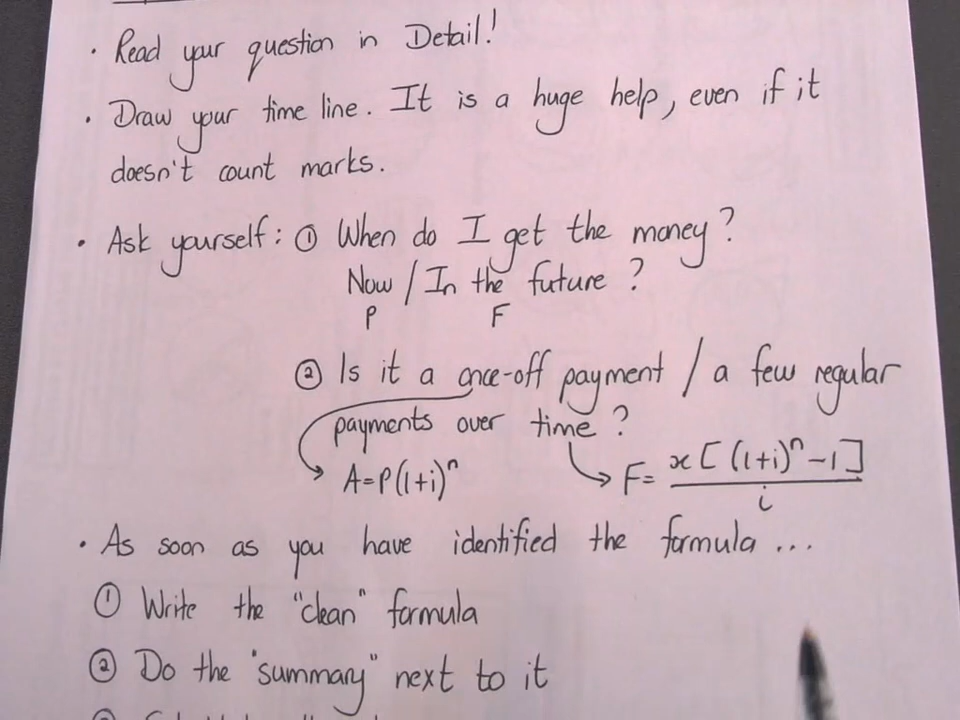 · Read your question in Detail!
· Draw your time line. It is a huge help, even if it
doesn't count marks.
· Ask yourself: ① When do I get the money?
Now / In the future?
P F
② Is it a once-off payment / a few regular
payments over time?
A=P(1+i)ⁿ F= x[(1+i)ⁿ-1]
i
· As soon as you have identified the formula...
① Write the "clean" formula
② Do the "summary" next to it